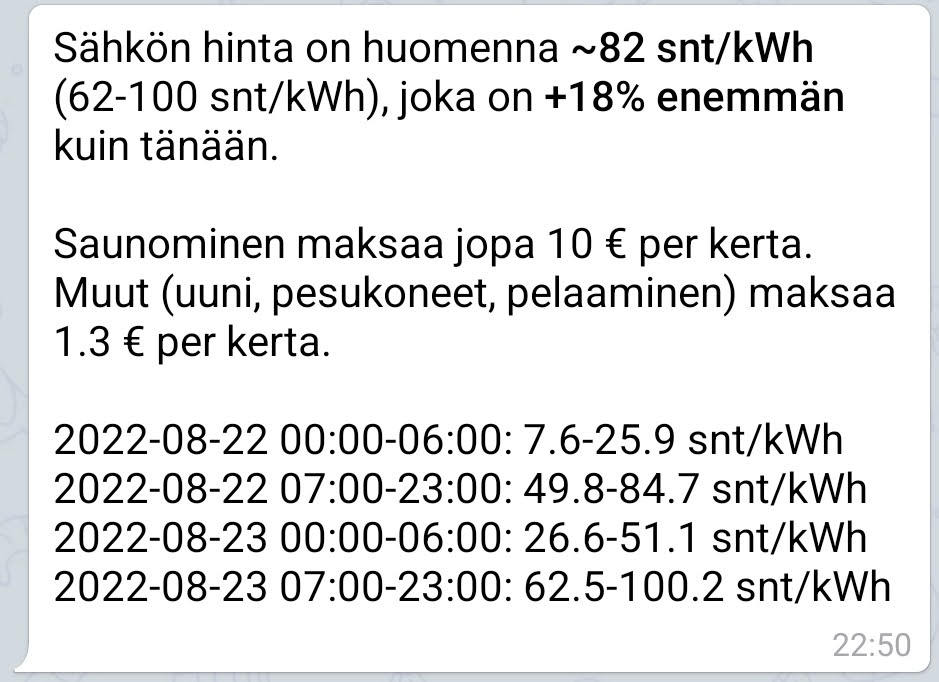 Sähkön hinta on huomenna ~82 snt/kWh
(62-100 snt/kWh), joka on +18% enemmän
kuin tänään.
Saunominen maksaa jopa 10 € per kerta.
Muut (uuni, pesukoneet, pelaaminen) maksaa
1.3 € per kerta.
2022-08-22 00:00-06:00: 7.6-25.9 snt/kWh
2022-08-22 07:00-23:00: 49.8-84.7 snt/kWh
2022-08-23 00:00-06:00: 26.6-51.1 snt/kWh
2022-08-23 07:00-23:00: 62.5-100.2 snt/kWh
22:50